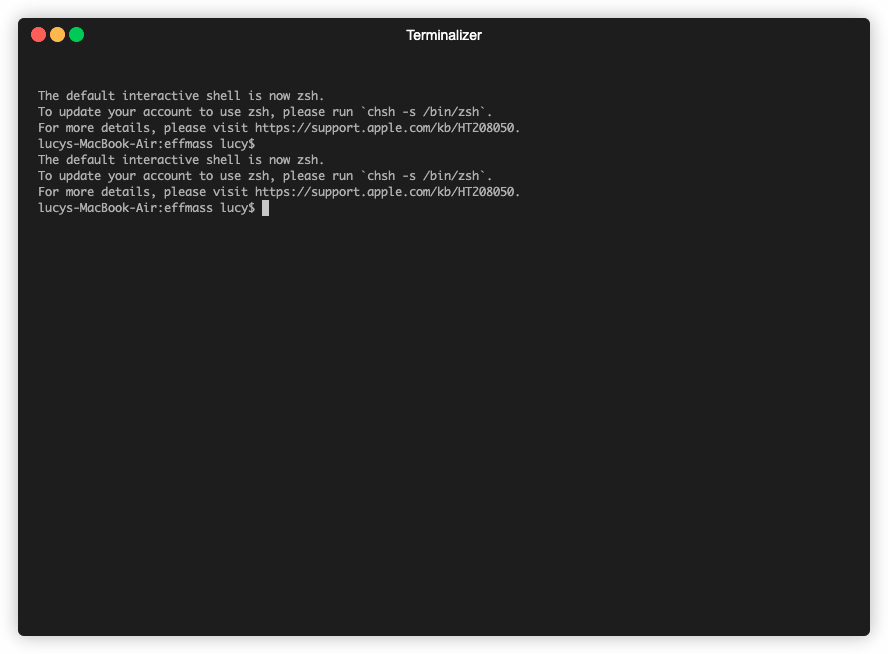 Terminalizer
The default interactive shell is now zsh.
To update your account to use zsh, please run `chsh -s /bin/zsh`.
For more details, please visit https://support.apple.com/kb/HT208050.
lucys-MacBook-Air:effmass lucy$
The default interactive shell is now zsh.
To update your account to use zsh, please run `chsh -s /bin/zsh`.
For more details, please visit https://support.apple.com/kb/HT208050.
lucys-MacBook-Air:effmass lucy$